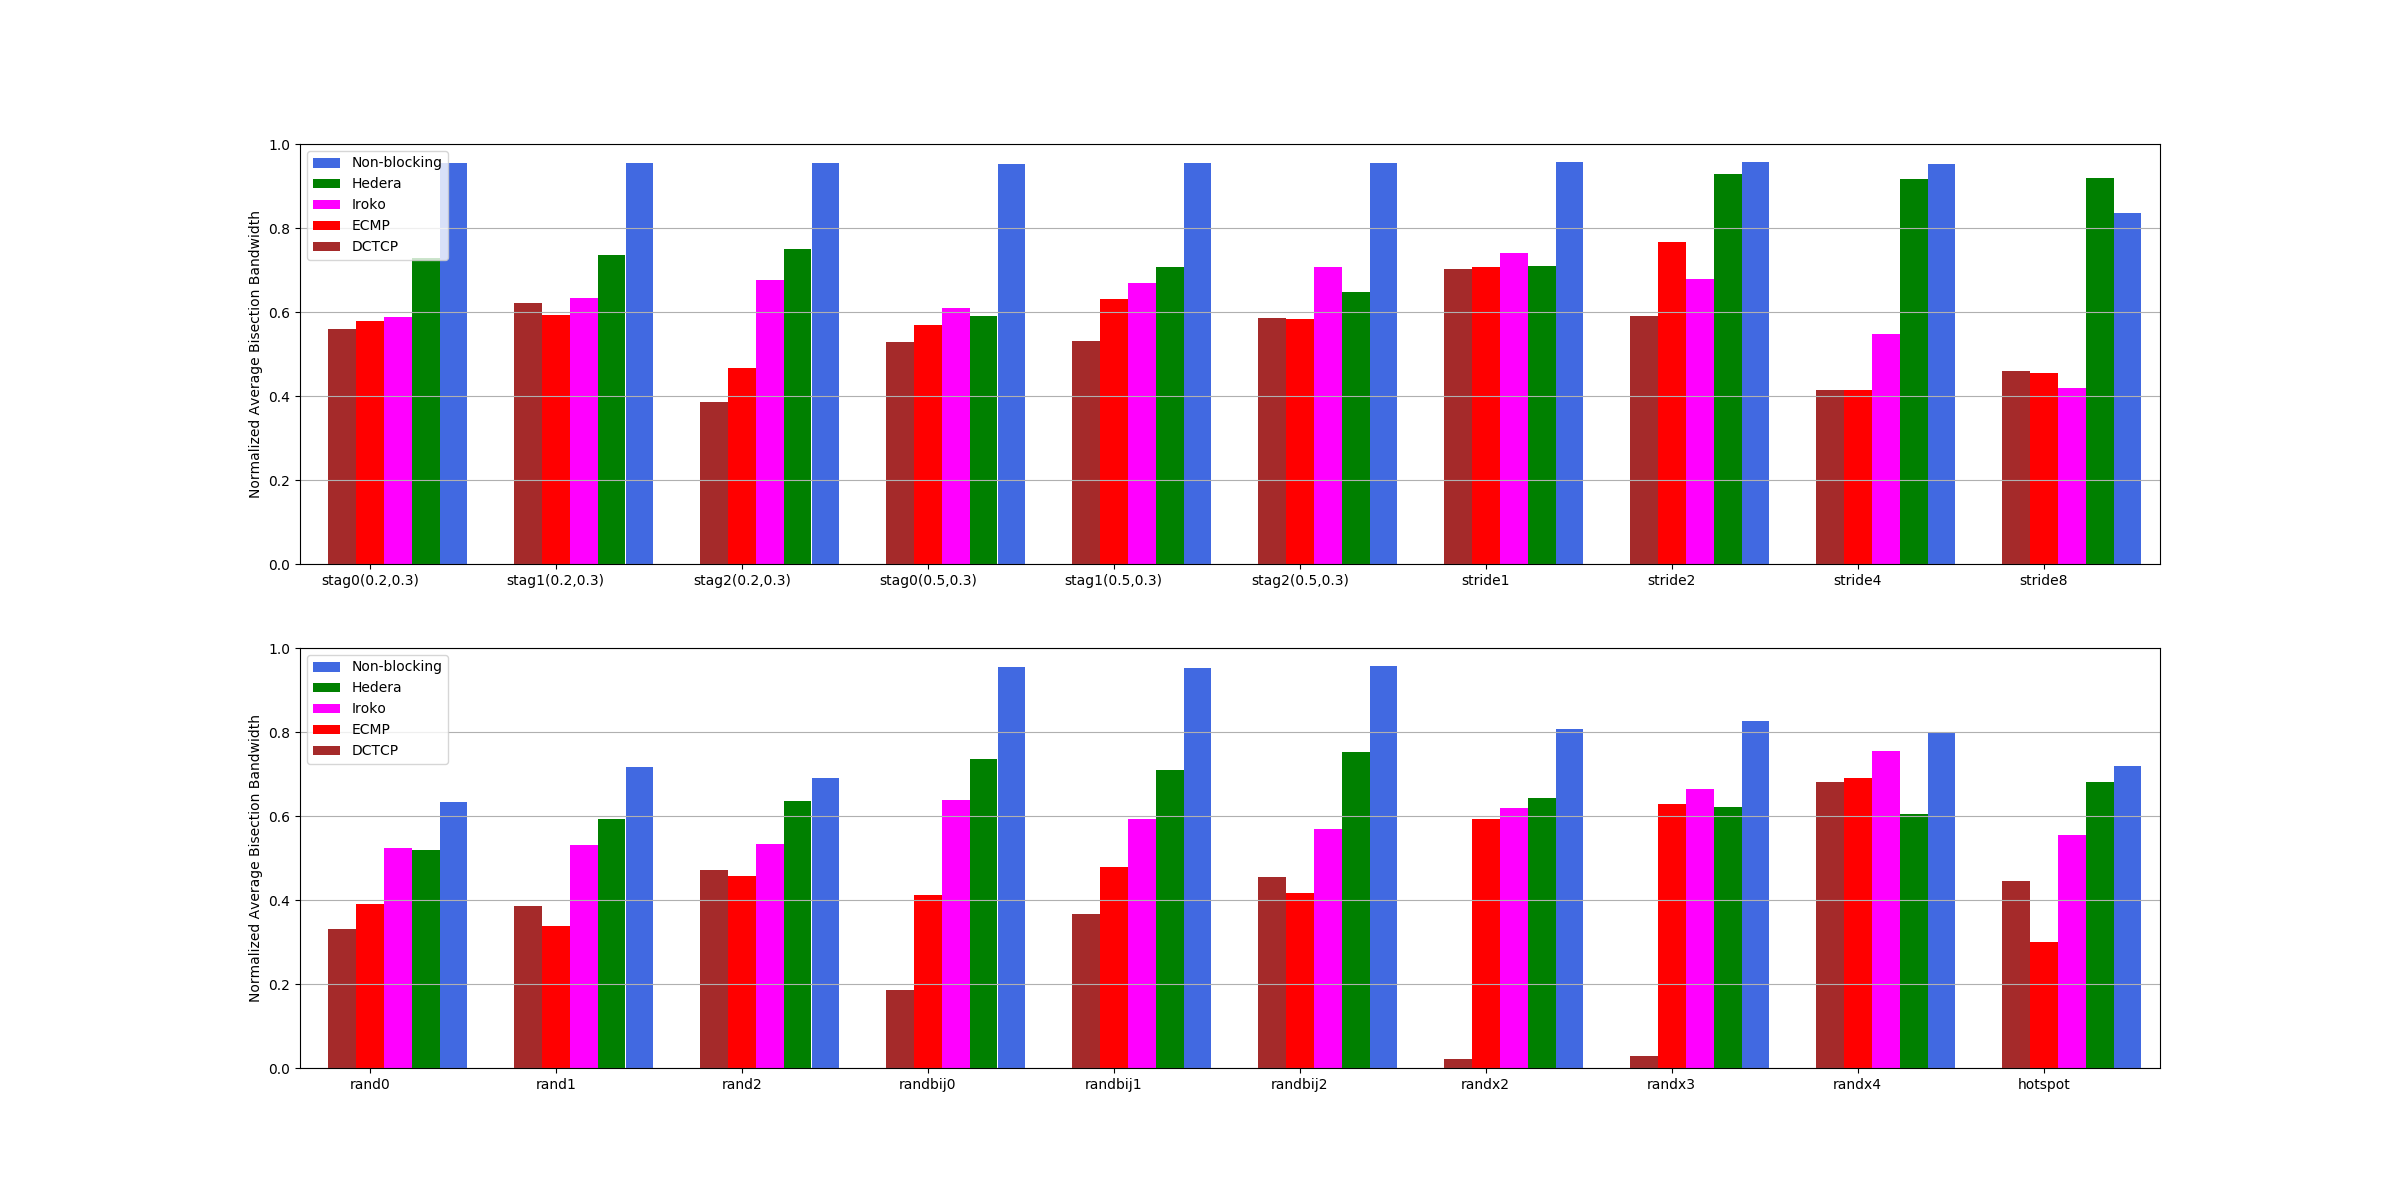 Normalized Average Bisection Bandwidth
1.0
0.8
0.6
0.4
0.2
0.0
Non-blocking
Hedera
Iroko
ECMP
DCTCP
stag0(0.2,0.3) stag1(0.2,0.3) stag2(0.2,0.3) stag0(0.5,0.3) stag1(0.5,0.3) stag2(0.5,0.3) stride1 stride2 stride4 stride8
Normalized Average Bisection Bandwidth
1.0
0.8
0.6
0.4
0.2
0.0
Non-blocking
Hedera
Iroko
ECMP
DCTCP
rand0 rand1 rand2 randbij0 randbij1 randbij2 randx2 randx3 randx4 hotspot